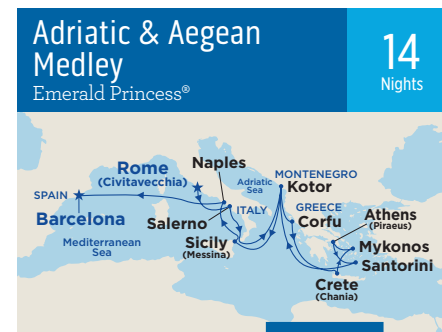 Adriatic & Aegean
Medley
Emerald Princess®
14
Nights
Naples
Rome
(Civitavecchia)
Adriatic
Sea
MONTENEGRO
Kotor
SPAIN
ITALY
GREECE
Barcelona
Salerno
Corfu
Athens
(Piraeus)
Mediterranean
Sea
Sicily
(Messina)
Mykonos
Santorini
Crete
(Chania)